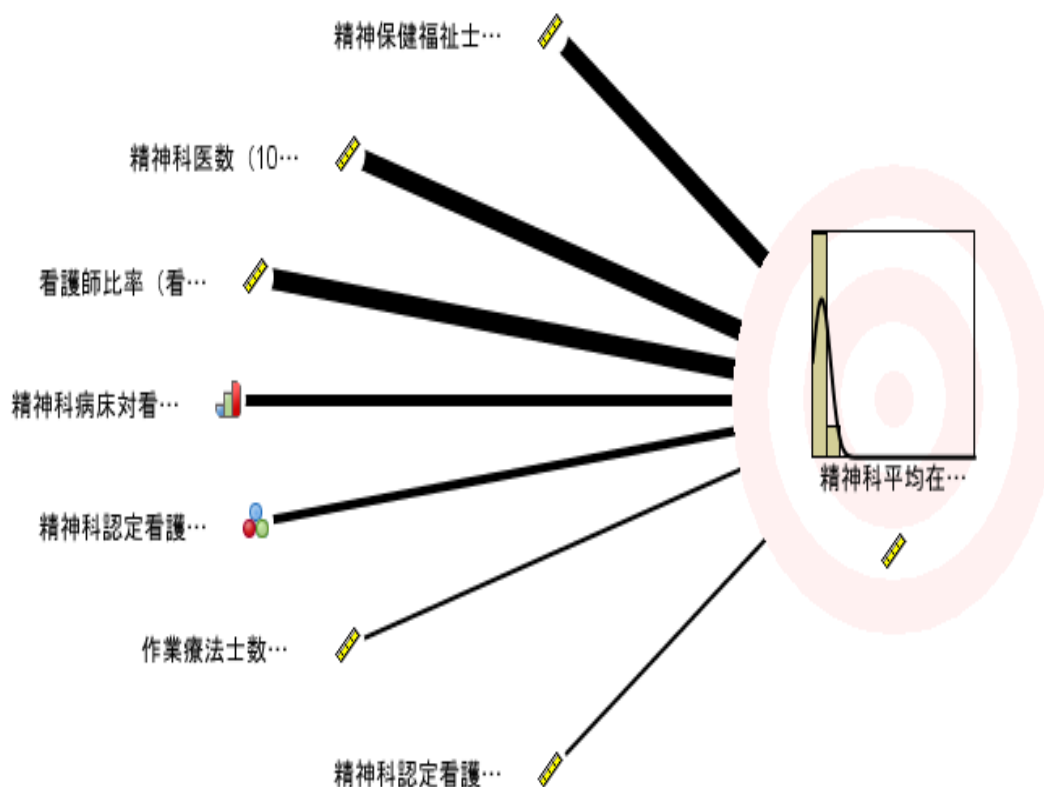 精神保健福祉士…
精神科医数（10…
看護師比率（看…
精神科病床対看…
精神科認定看護…
作業療法士数…
精神科認定看護…
精神科平均在…